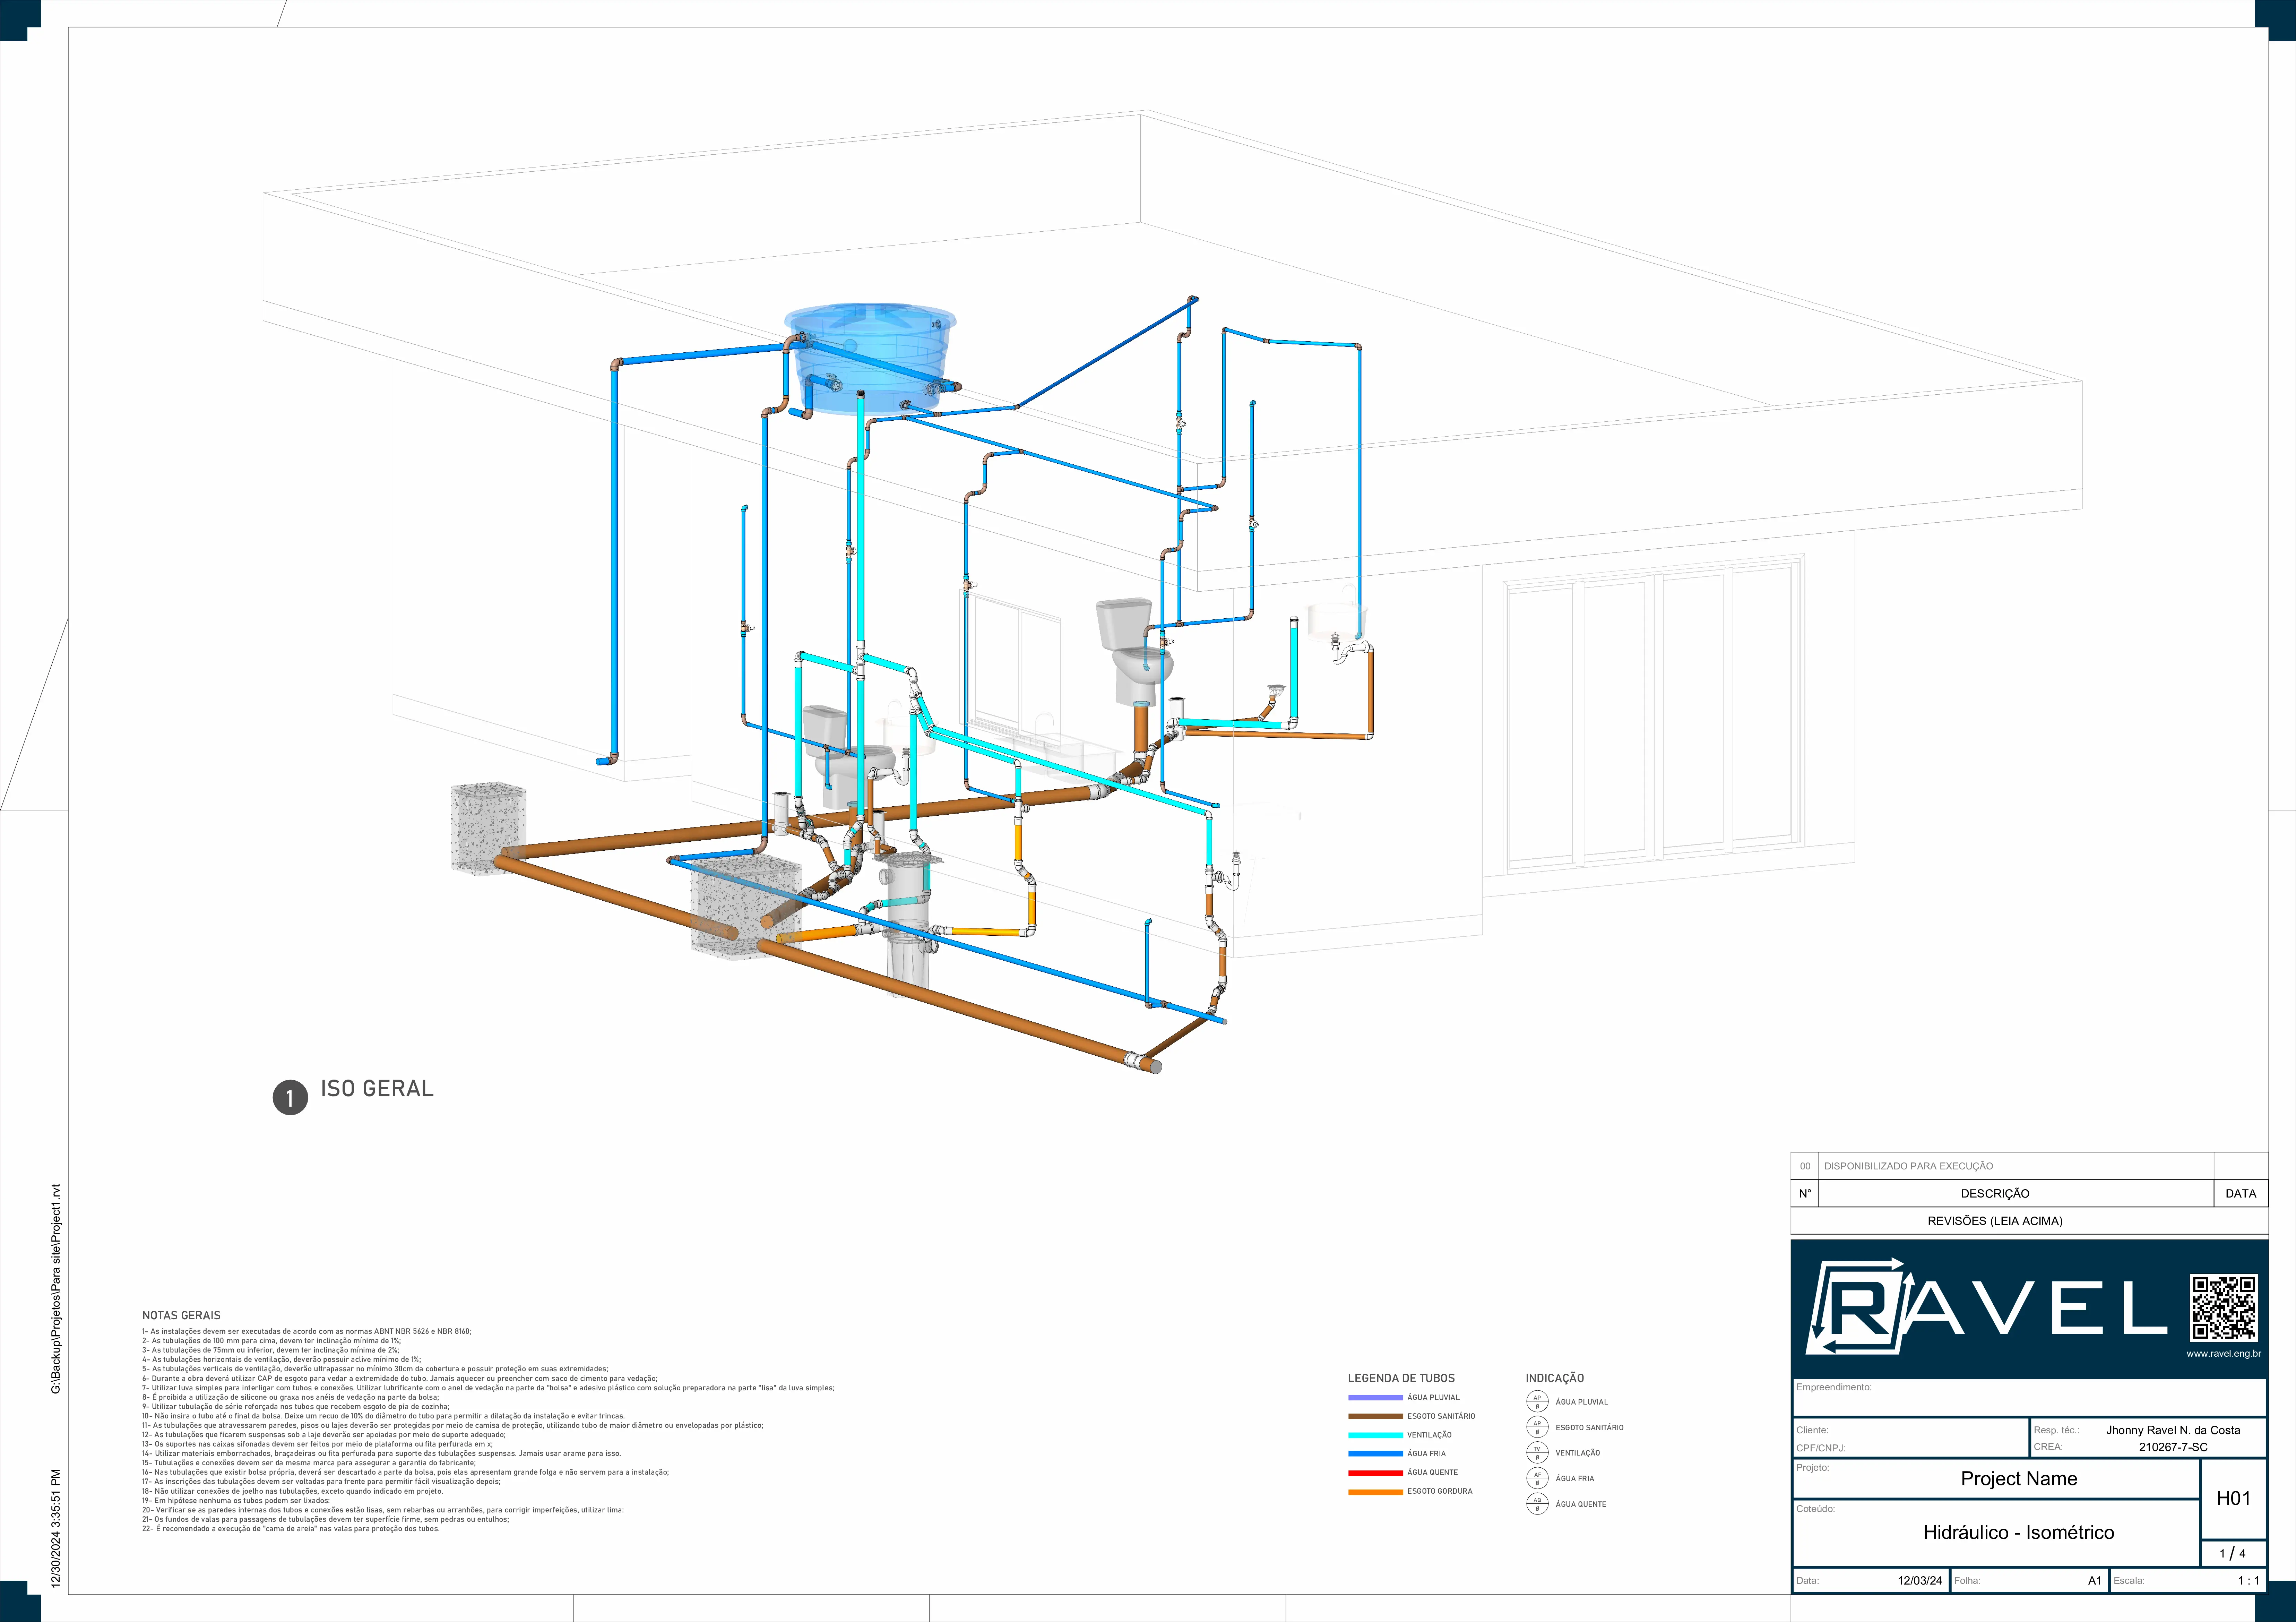 1
ISO GERAL
G:\Backup\Projetos\Para site\Project1.rvt
12/30/2024 3:35:51 PM
NOTAS GERAIS
1- As instalações devem ser executadas de acordo com as normas ABNT NBR 5626 e NBR 8160;
2- As tubulações de 100 mm para cima, devem ter inclinação mínima de 1%;
3- As tubulações de 75mm ou inferior, devem ter inclinação mínima de 2%;
4- As tubulações horizontais de ventilação, deverão possuir aclive mínimo de 1%;
5- As tubulações verticais de ventilação, deverão ultrapassar no mínimo 30cm da cobertura e possuir proteção em suas extremidades;
6- Durante a obra deverá utilizar CAP de esgoto para vedar a extremidade do tubo. Jamais aquecer ou preencher com saco de cimento para vedação;
7- Utilizar luva simples para interligar com tubos e conexões. Utilizar lubrificante com o anel de vedação na parte da "bolsa" e adesivo plástico com solução preparadora na parte "lisa" da luva simples;
8- É proibida a utilização de silicone ou graxa nos anéis de vedação na parte da bolsa;
9- Utilizar tubulação de série reforçada nos tubos que recebem esgoto de pia de cozinha;
10- Não insira o tubo até o final da bolsa. Deixe um recuo de 10% do diâmetro do tubo para permitir a dilatação da instalação e evitar trincas.
11- As tubulações que atravessarem paredes, pisos ou lajes deverão ser protegidas por meio de camisa de proteção, utilizando tubo de maior diâmetro ou envelopadas por plástico;
12- As tubulações que ficarem suspensas sob a laje deverão ser apoiadas por meio de suporte adequado;
13- Os suportes nas caixas sifonadas devem ser feitos por meio de plataforma ou fita perfurada em x;
14- Utilizar materiais emborrachados, braçadeiras ou fita perfurada para suporte das tubulações suspensas. Jamais usar arame para isso.
15- Tubulações e conexões devem ser da mesma marca para assegurar a garantia do fabricante;
16- Nas tubulações que existir bolsa própria, deverá ser descartado a parte da bolsa, pois elas apresentam grande folga e não servem para a instalação;
17- As inscrições das tubulações devem ser voltadas para frente para permitir fácil visualização depois;
18- Não utilizar conexões de joelho nas tubulações, exceto quando indicado em projeto.
19- Em hipótese nenhuma os tubos podem ser lixados:
20- Verificar se as paredes internas dos tubos e conexões estão lisas, sem rebarbas ou arranhões, para corrigir imperfeições, utilizar lima:
21- Os fundos de valas para passagens de tubulações devem ter superfície firme, sem pedras ou entulhos;
22- É recomendado a execução de "cama de areia" nas valas para proteção dos tubos.
LEGENDA DE TUBOS
ÁGUA PLUVIAL
ESGOTO SANITÁRIO
VENTILAÇÃO
ÁGUA FRIA
ÁGUA QUENTE
ESGOTO GORDURA
INDICAÇÃO
AP
Ø
ÁGUA PLUVIAL
AP
Ø
ESGOTO SANITÁRIO
TV
Ø
VENTILAÇÃO
AF
Ø
ÁGUA FRIA
AQ
Ø
ÁGUA QUENTE
00 DISPONIBILIZADO PARA EXECUÇÃO
N° DESCRIÇÃO DATA
REVISÕES (LEIA ACIMA)
RAVEL
www.ravel.eng.br
Empreendimento:
Cliente:
CPF/CNPJ:
Resp. téc.: Jhonny Ravel N. da Costa
CREA: 210267-7-SC
Projeto:
Project Name
Coteúdo:
Hidráulico - Isométrico
H01
1 / 4
Data: 12/03/24 Folha: A1 Escala: 1 : 1